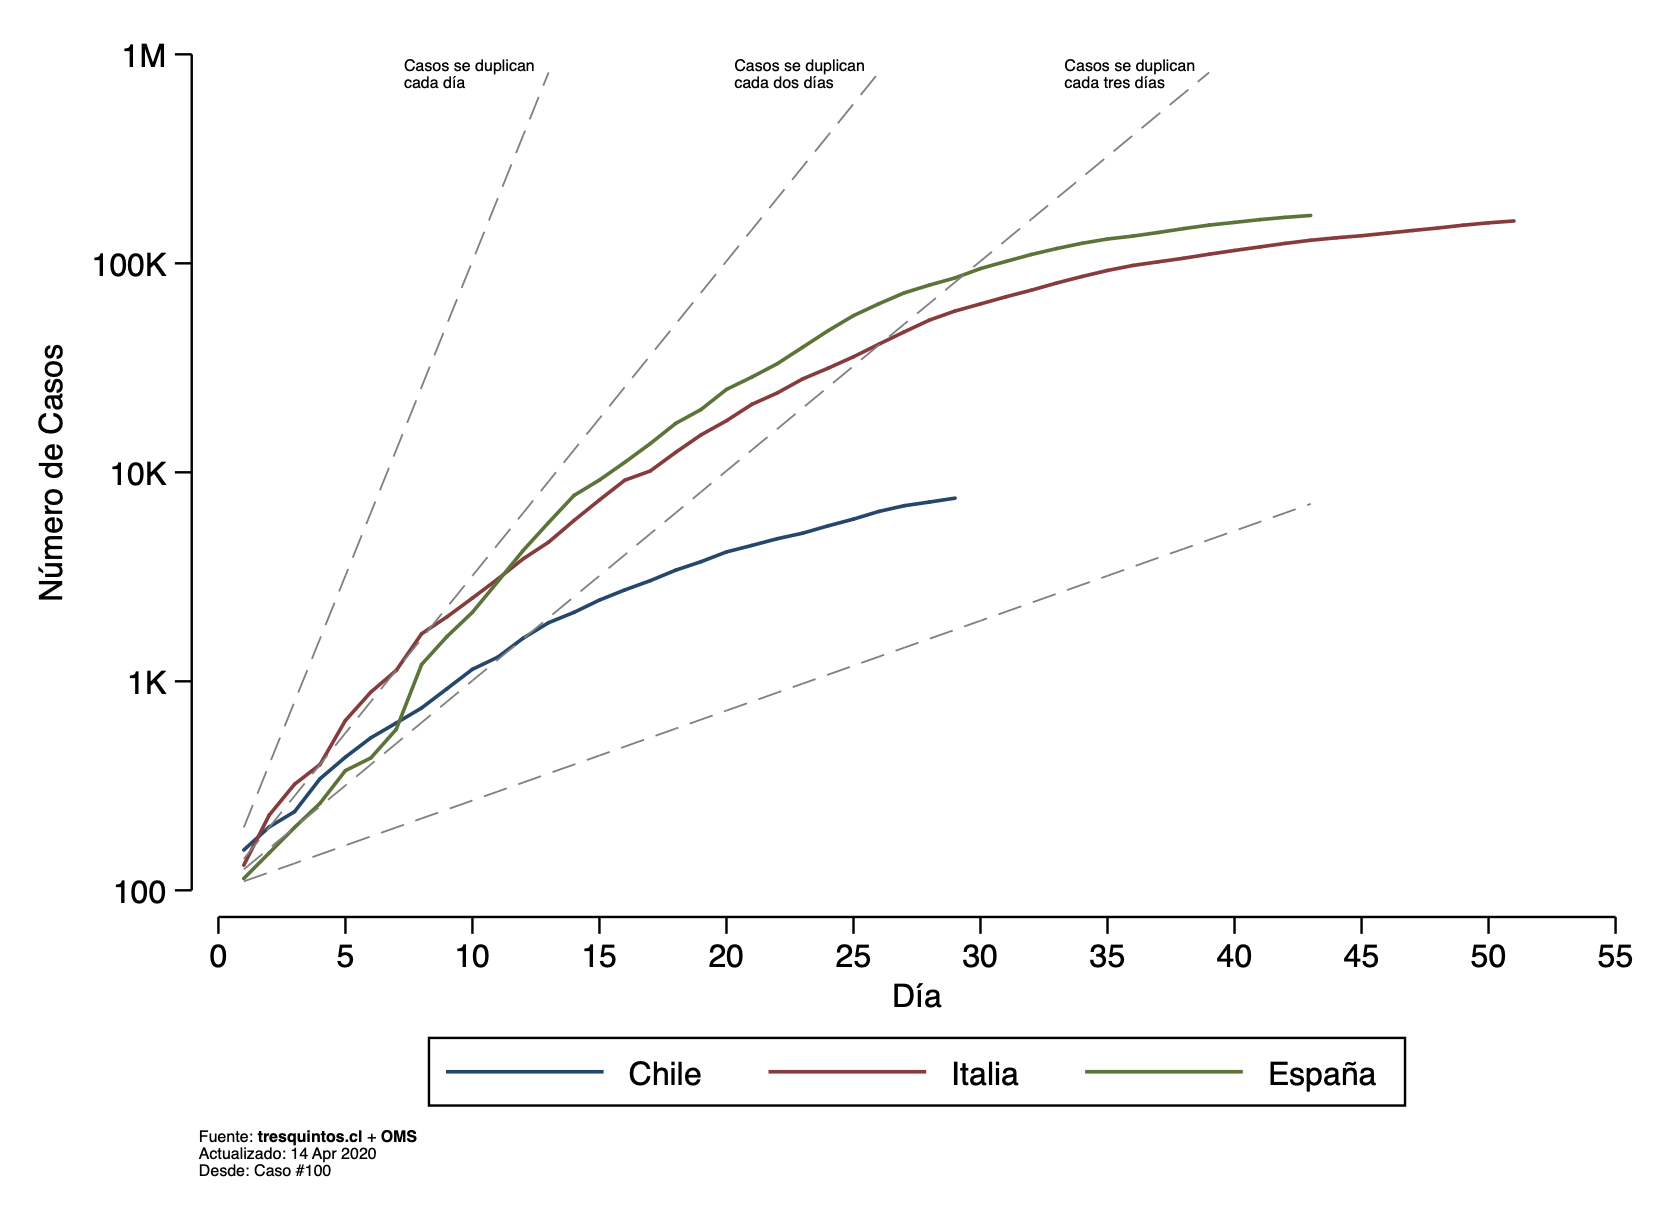 1M
Casos se duplican
cada día
Casos se duplican
cada dos días
Casos se duplican
cada tres días
100K
10K
1K
100
Número de Casos
0 5 10 15 20 25 30 35 40 45 50 55
Día
Chile Italia España
Fuente: tresquintos.cl + OMS
Actualizado: 14 Apr 2020
Desde: Caso #100